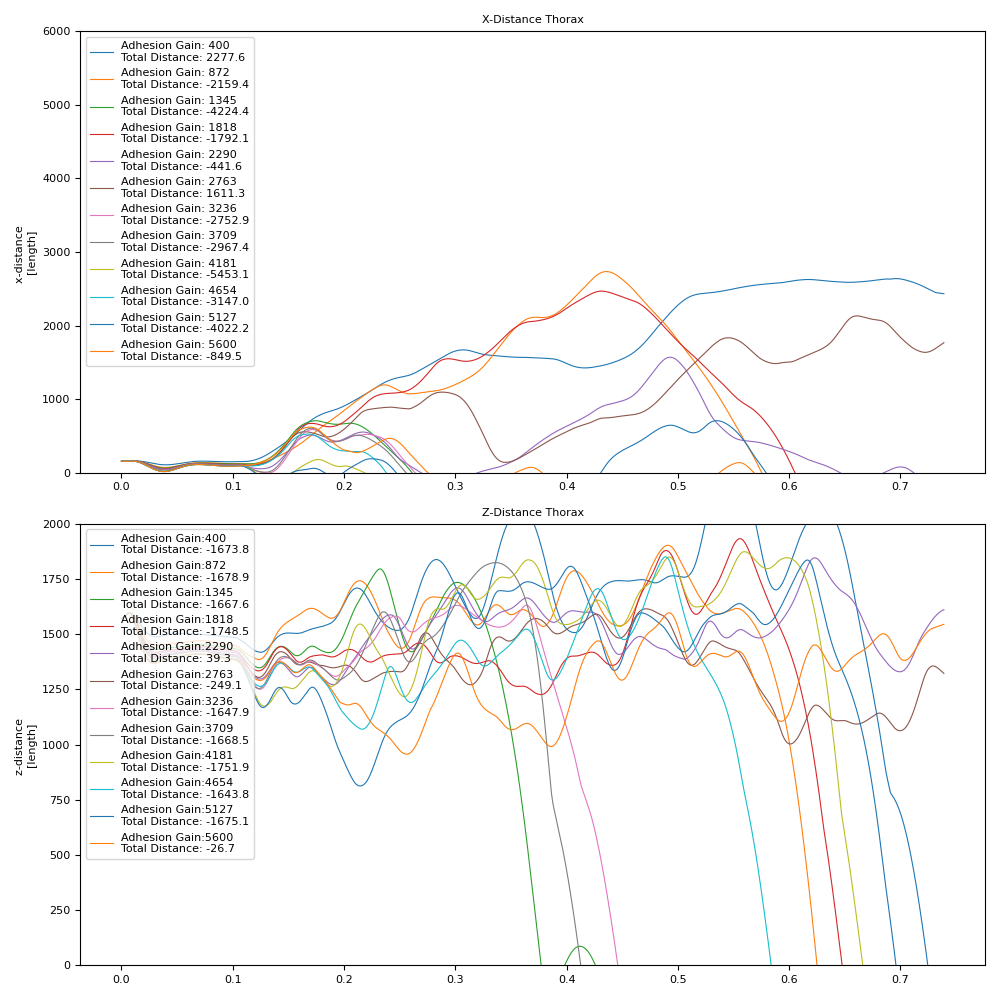 X-Distance Thorax
6000
5000
4000
3000
2000
1000
0
x-distance
[length]
Adhesion Gain: 400
Total Distance: 2277.6
Adhesion Gain: 872
Total Distance: -2159.4
Adhesion Gain: 1345
Total Distance: -4224.4
Adhesion Gain: 1818
Total Distance: -1792.1
Adhesion Gain: 2290
Total Distance: -441.6
Adhesion Gain: 2763
Total Distance: 1611.3
Adhesion Gain: 3236
Total Distance: -2752.9
Adhesion Gain: 3709
Total Distance: -2967.4
Adhesion Gain: 4181
Total Distance: -5453.1
Adhesion Gain: 4654
Total Distance: -3147.0
Adhesion Gain: 5127
Total Distance: -4022.2
Adhesion Gain: 5600
Total Distance: -849.5
0.0 0.1 0.2 0.3 0.4 0.5 0.6 0.7
Z-Distance Thorax
2000
1750
1500
1250
1000
750
500
250
0
z-distance
[length]
Adhesion Gain:400
Total Distance: -1673.8
Adhesion Gain:872
Total Distance: -1678.9
Adhesion Gain:1345
Total Distance: -1667.6
Adhesion Gain:1818
Total Distance: -1748.5
Adhesion Gain:2290
Total Distance: 39.3
Adhesion Gain:2763
Total Distance: -249.1
Adhesion Gain:3236
Total Distance: -1647.9
Adhesion Gain:3709
Total Distance: -1668.5
Adhesion Gain:4181
Total Distance: -1751.9
Adhesion Gain:4654
Total Distance: -1643.8
Adhesion Gain:5127
Total Distance: -1675.1
Adhesion Gain:5600
Total Distance: -26.7
0.0 0.1 0.2 0.3 0.4 0.5 0.6 0.7